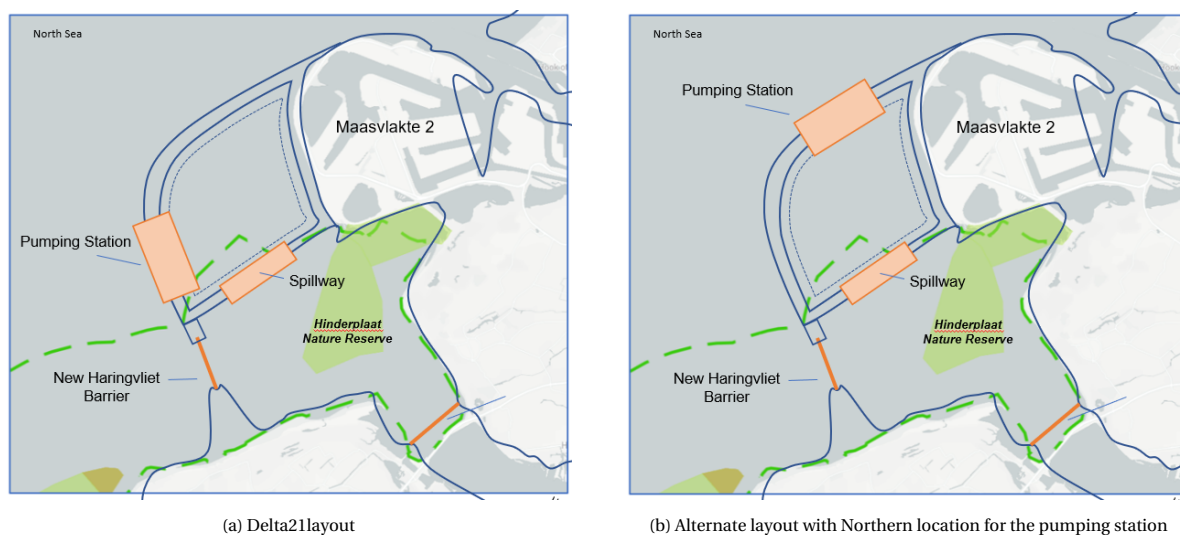 North Sea
Maasvlakte 2
Pumping Station
Spillway
Hinderplaat
Nature Reserve
New Haringvliet
Barrier
(a) Delta21layout
North Sea
Pumping Station
Maasvlakte 2
Spillway
Hinderplaat
Nature Reserve
New Haringvliet
Barrier
(b) Alternate layout with Northern location for the pumping station